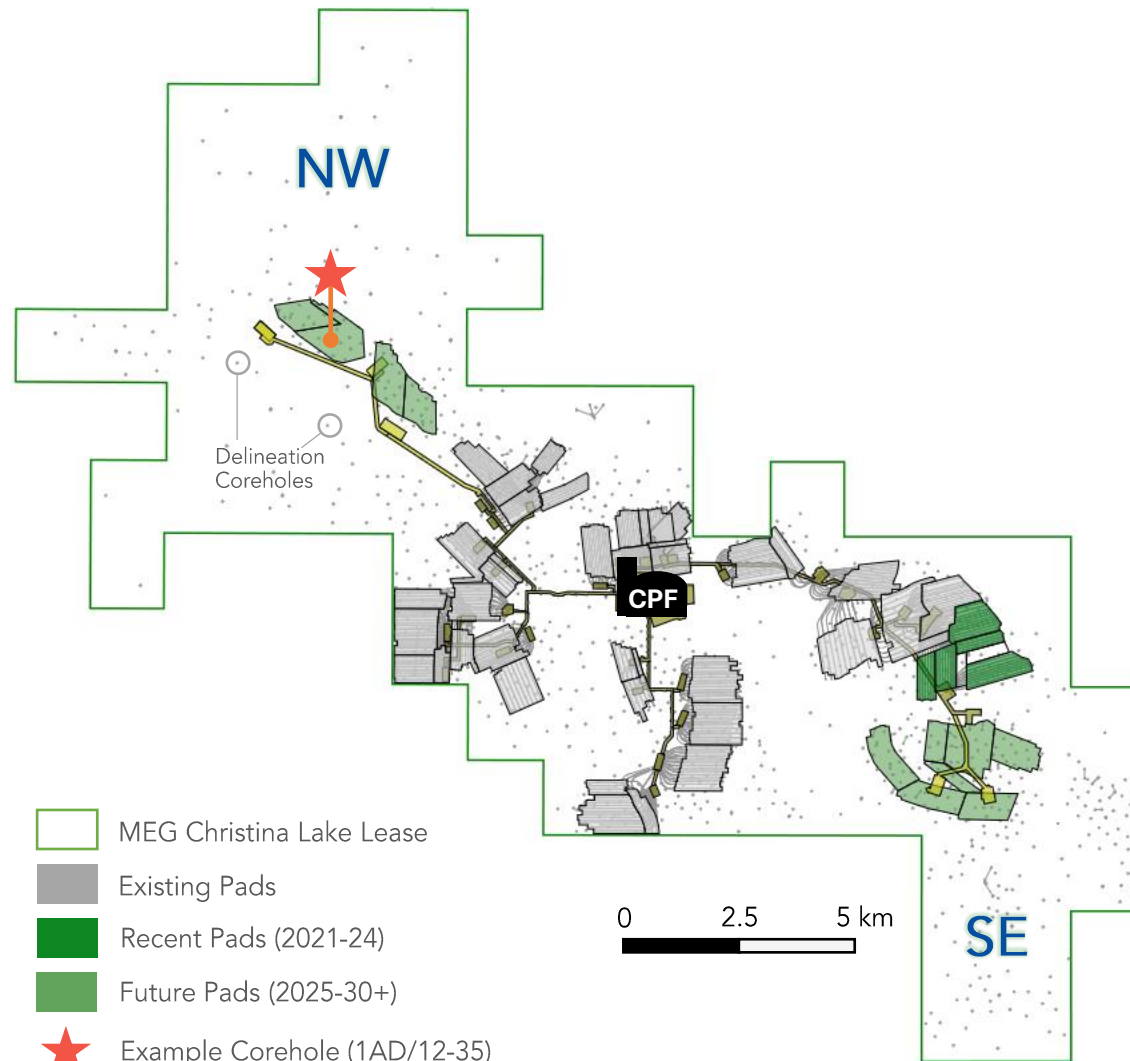 NW
Delineation
Coreholes
CPF
MEG Christina Lake Lease
Existing Pads
Recent Pads (2021-24)
Future Pads (2025-30+)
Example Corehole (1AD/12-35)
0 2.5 5 km
SE